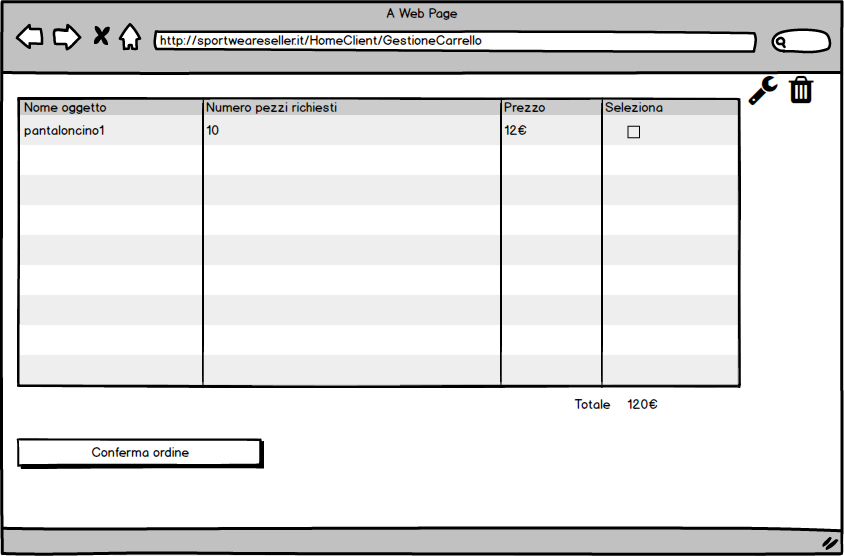 A Web Page
http://sportweareseller.it/HomeClient/GestioneCarrello
Nome oggetto Numero pezzi richiesti Prezzo Seleziona
pantaloncino1 10 12€
Totale 120€
Conferma ordine